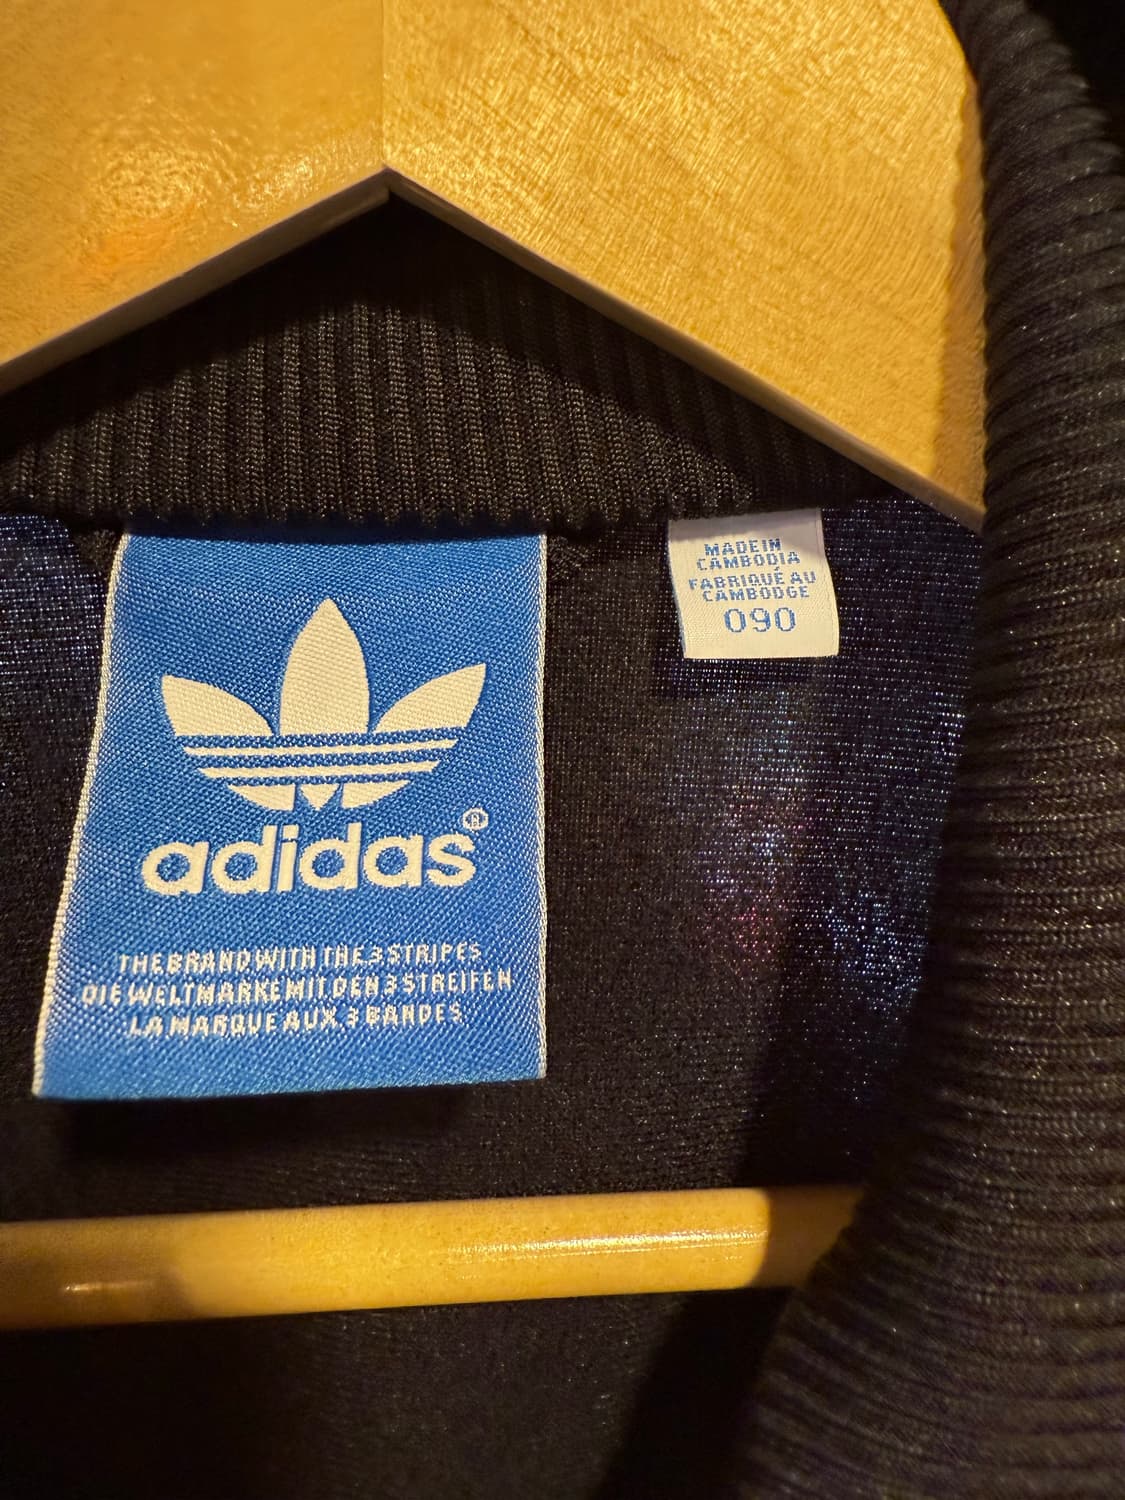 adidas®
THE BRAND WITH THE 3 STRIPES
DIE WELTMARKE MIT DEN 3 STREIFEN
LA MARQUE AUX 3 BANDES
MADE IN
CAMBODIA
FABRIQUÉ AU
CAMBODGE
090